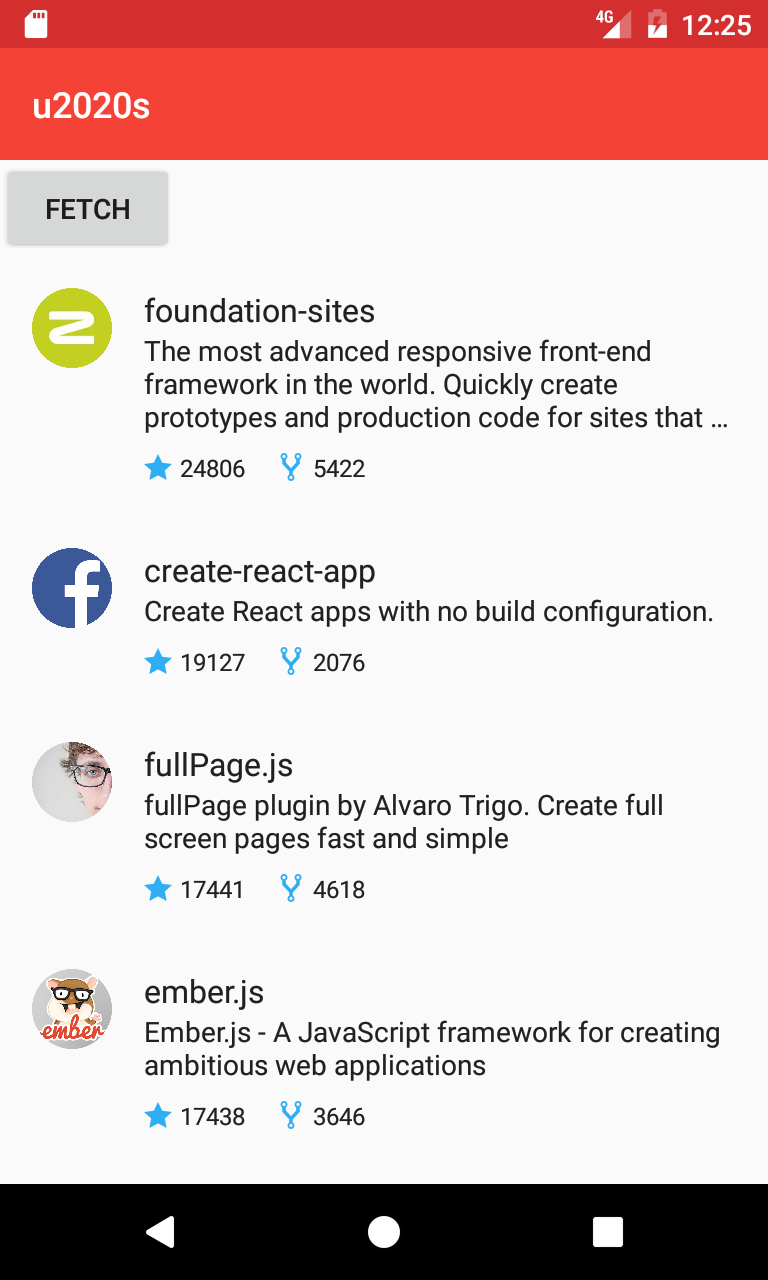 4G 12:25
u2020s
FETCH
foundation-sites
The most advanced responsive front-end
framework in the world. Quickly create
prototypes and production code for sites that …
24806 5422
create-react-app
Create React apps with no build configuration.
19127 2076
fullPage.js
fullPage plugin by Alvaro Trigo. Create full
screen pages fast and simple
17441 4618
ember.js
ember
Ember.js - A JavaScript framework for creating
ambitious web applications
17438 3646